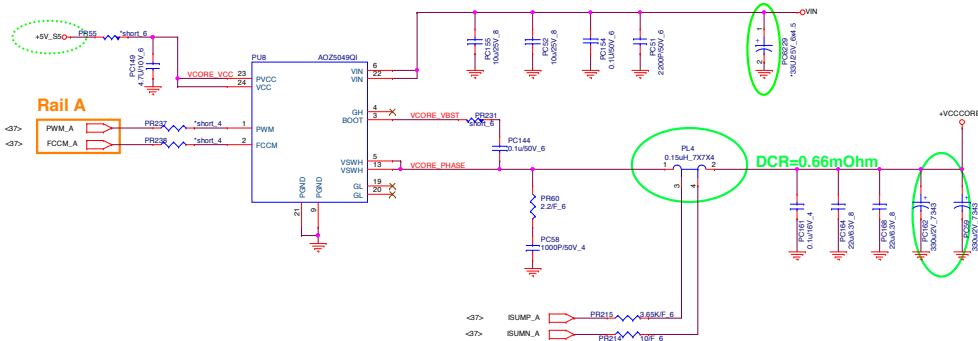 VIN
+5V_S5
PR55
*short_6
PC149
4.7U/10V_6
PC155
10u/25V_8
PC52
10u/25V_8
PC154
0.1U/50V_6
PC51
2200P/50V_6
1
2
*33U/25V_6x4.5
PU8
AOZ5049QI
VCORE_VCC
23
24
PVCC
VCC
VIN
VIN
6
22
Rail A
<37>
PWM_A
PR237
*short_4
1
PWM
<37>
FCCM_A
PR238
*short_4
2
FCCM
GH
4
BOOT
3
VCORE_VBST
PR231
*short_6
PC144
0.1u/50V_6
VSWH
5
VSWH
13
VCORE_PHASE
GL
19
GL
20
PGND
PGND
21
9
PL4
0.15uH_7X7X4
1
2
3
4
DCR=0.66mOhm
+VCCCORE
PR60
2.2/F_6
PC58
1000P/50V_4
PC161
0.1u/16V_4
PC164
22u/6.3V_8
PC168
22u/6.3V_8
PC162
330u/2V_7343
PC59
330u/2V_7343
<37>
ISUMP_A
PR215
3.65K/F_6
<37>
ISUMN_A
PR214
10/F_6